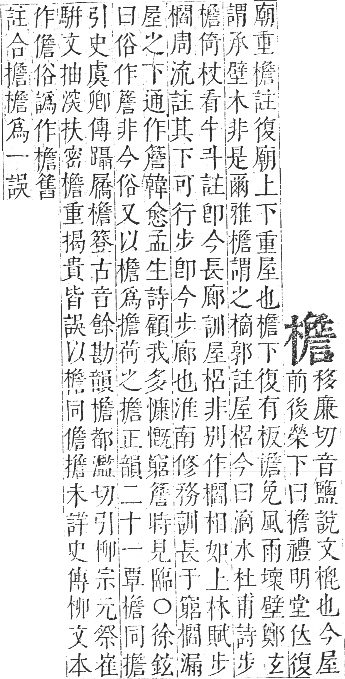 檐
移廉切音鹽說文㮰也今屋
前後榮下曰檐禮明堂位復
廟重檐註復廟上下重屋也檐下復有板檐免風雨壞壁鄭玄
謂承壁木非是爾雅檐謂之樀郭註屋梠今曰滴水杜甫詩步
檐倚杖看牛斗註卽今長廊訓屋梠非別作櫩相如上林賦步
櫩周流註其下可行步卽今步廊也淮南修務訓長于窮櫩漏
屋之下通作簷韓愈孟生詩顧我多慷慨窮簷時見臨○徐鉉
曰俗作簷非今俗又以檐爲擔荷之擔正韻二十一覃檐同擔
引史虞卿傳躡屩檐簦古音餘勘韻擔都濫切引柳宗元祭崔
駢文抽漢扶密檐重揭貴皆誤以檐同儋擔未詳史傳柳文本
作儋俗譌作檐舊
註合擔檐爲一誤